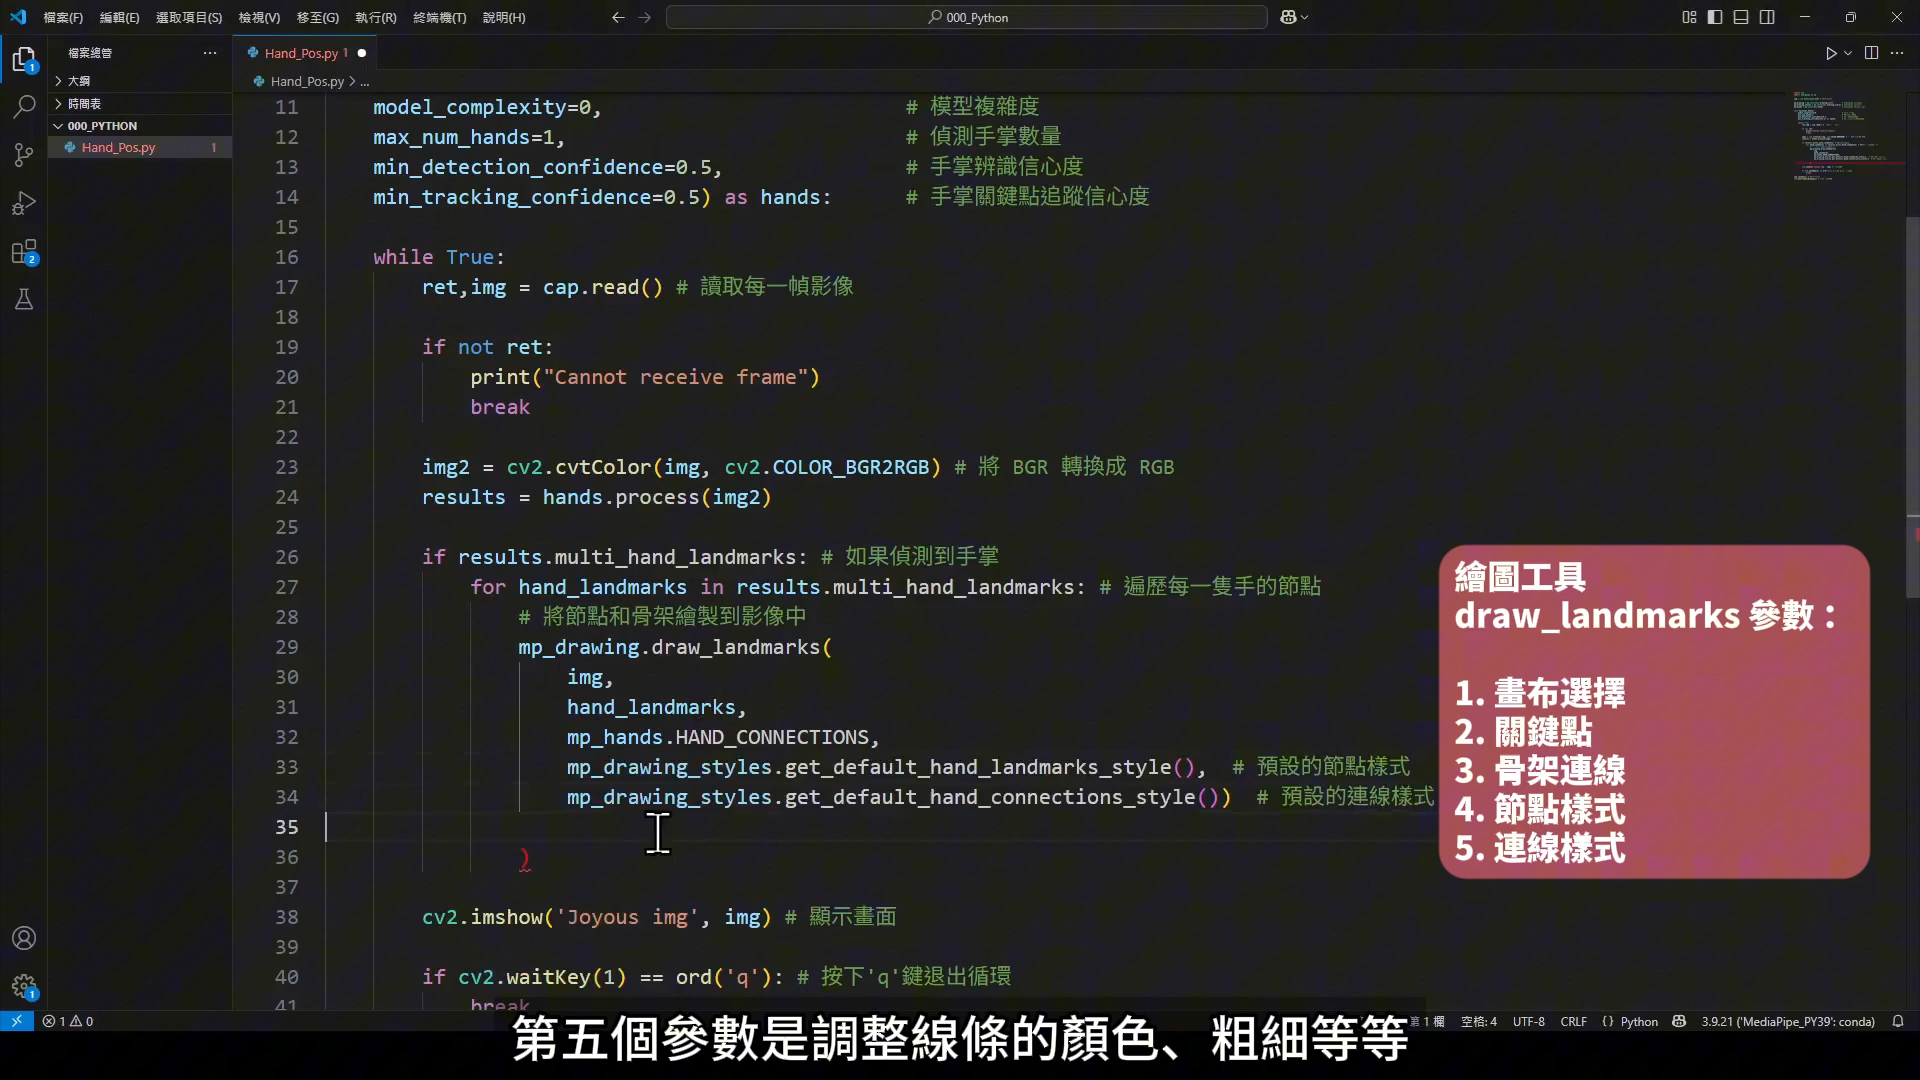 檔案(F) 編輯(E) 選取項目(S) 檢視(V) 移至(G) 執行(R) 終端機(T) 說明(H)
000_Python
檔案總管
大綱
時間表
000_PYTHON
Hand_Pos.py 1
Hand_Pos.py 1
Hand_Pos.py > ...
11 model_complexity=0, # 模型複雜度
12 max_num_hands=1, # 偵測手掌數量
13 min_detection_confidence=0.5, # 手掌辨識信心度
14 min_tracking_confidence=0.5) as hands: # 手掌關鍵點追蹤信心度
15
16 while True:
17 ret,img = cap.read() # 讀取每一幀影像
18
19 if not ret:
20 print("Cannot receive frame")
21 break
22
23 img2 = cv2.cvtColor(img, cv2.COLOR_BGR2RGB) # 將 BGR 轉換成 RGB
24 results = hands.process(img2)
25
26 if results.multi_hand_landmarks: # 如果偵測到手掌
27 for hand_landmarks in results.multi_hand_landmarks: # 遍歷每一隻手的節點
28 # 將節點和骨架繪製到影像中
29 mp_drawing.draw_landmarks(
30 img,
31 hand_landmarks,
32 mp_hands.HAND_CONNECTIONS,
33 mp_drawing_styles.get_default_hand_landmarks_style(), # 預設的節點樣式
34 mp_drawing_styles.get_default_hand_connections_style()) # 預設的連線樣式
35
36 )
37
38 cv2.imshow('Joyous img', img) # 顯示畫面
39
40 if cv2.waitKey(1) == ord('q'): # 按下'q'鍵退出循環
41 break
繪圖工具
draw_landmarks 參數：
1. 畫布選擇
2. 關鍵點
3. 骨架連線
4. 節點樣式
5. 連線樣式
1 0
第 1 欄 空格: 4 UTF-8 CRLF {} Python 3.9.21 ('MediaPipe_PY39': conda)
第五個參數是調整線條的顏色、粗細等等